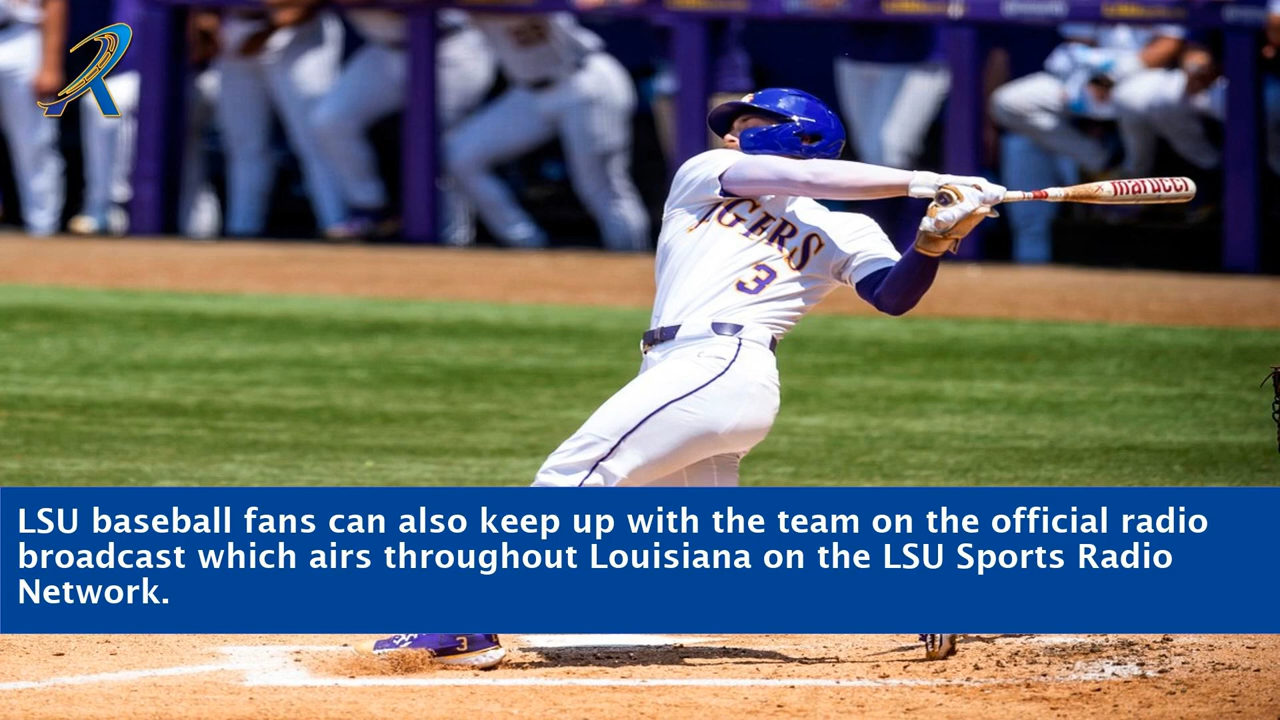 marucci
TIGERS
3
LSU baseball fans can also keep up with the team on the official radio
broadcast which airs throughout Louisiana on the LSU Sports Radio
Network.
3